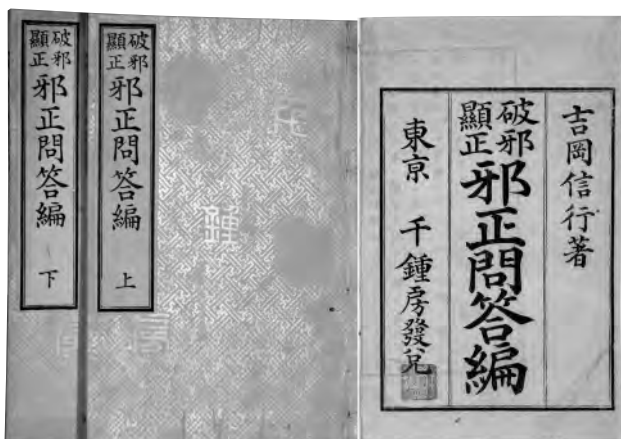 吉岡信行著
破邪
顯正
邪正問答編
東亰 千鍾房發兌
破邪
顯正
邪正問答編 上
破邪
顯正
邪正問答編 下